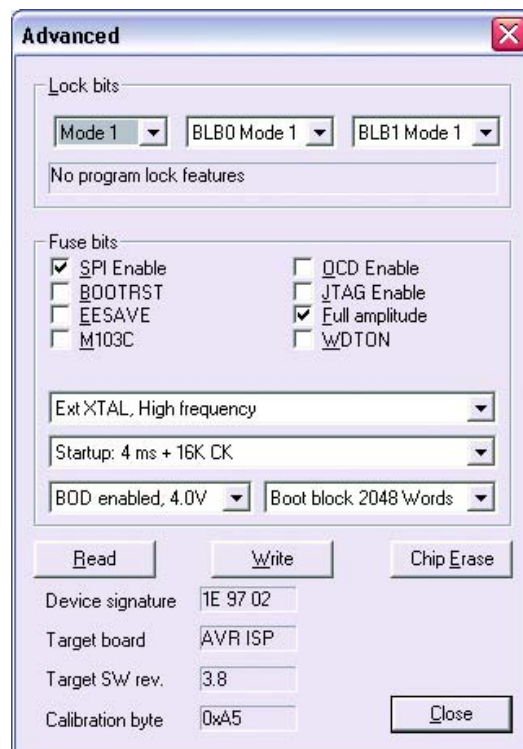 Advanced
Lock bits
Mode 1 BLB0 Mode 1 BLB1 Mode 1
No program lock features
Fuse bits
SPI Enable OCD Enable
BOOTRST JTAG Enable
EESAVE Full amplitude
M103C WDTON
Ext XTAL, High frequency
Startup: 4 ms + 16K CK
BOD enabled, 4.0V Boot block 2048 Words
Read Write Chip Erase
Device signature 1E 97 02
Target board AVR ISP
Target SW rev. 3.8
Calibration byte 0xA5 Close